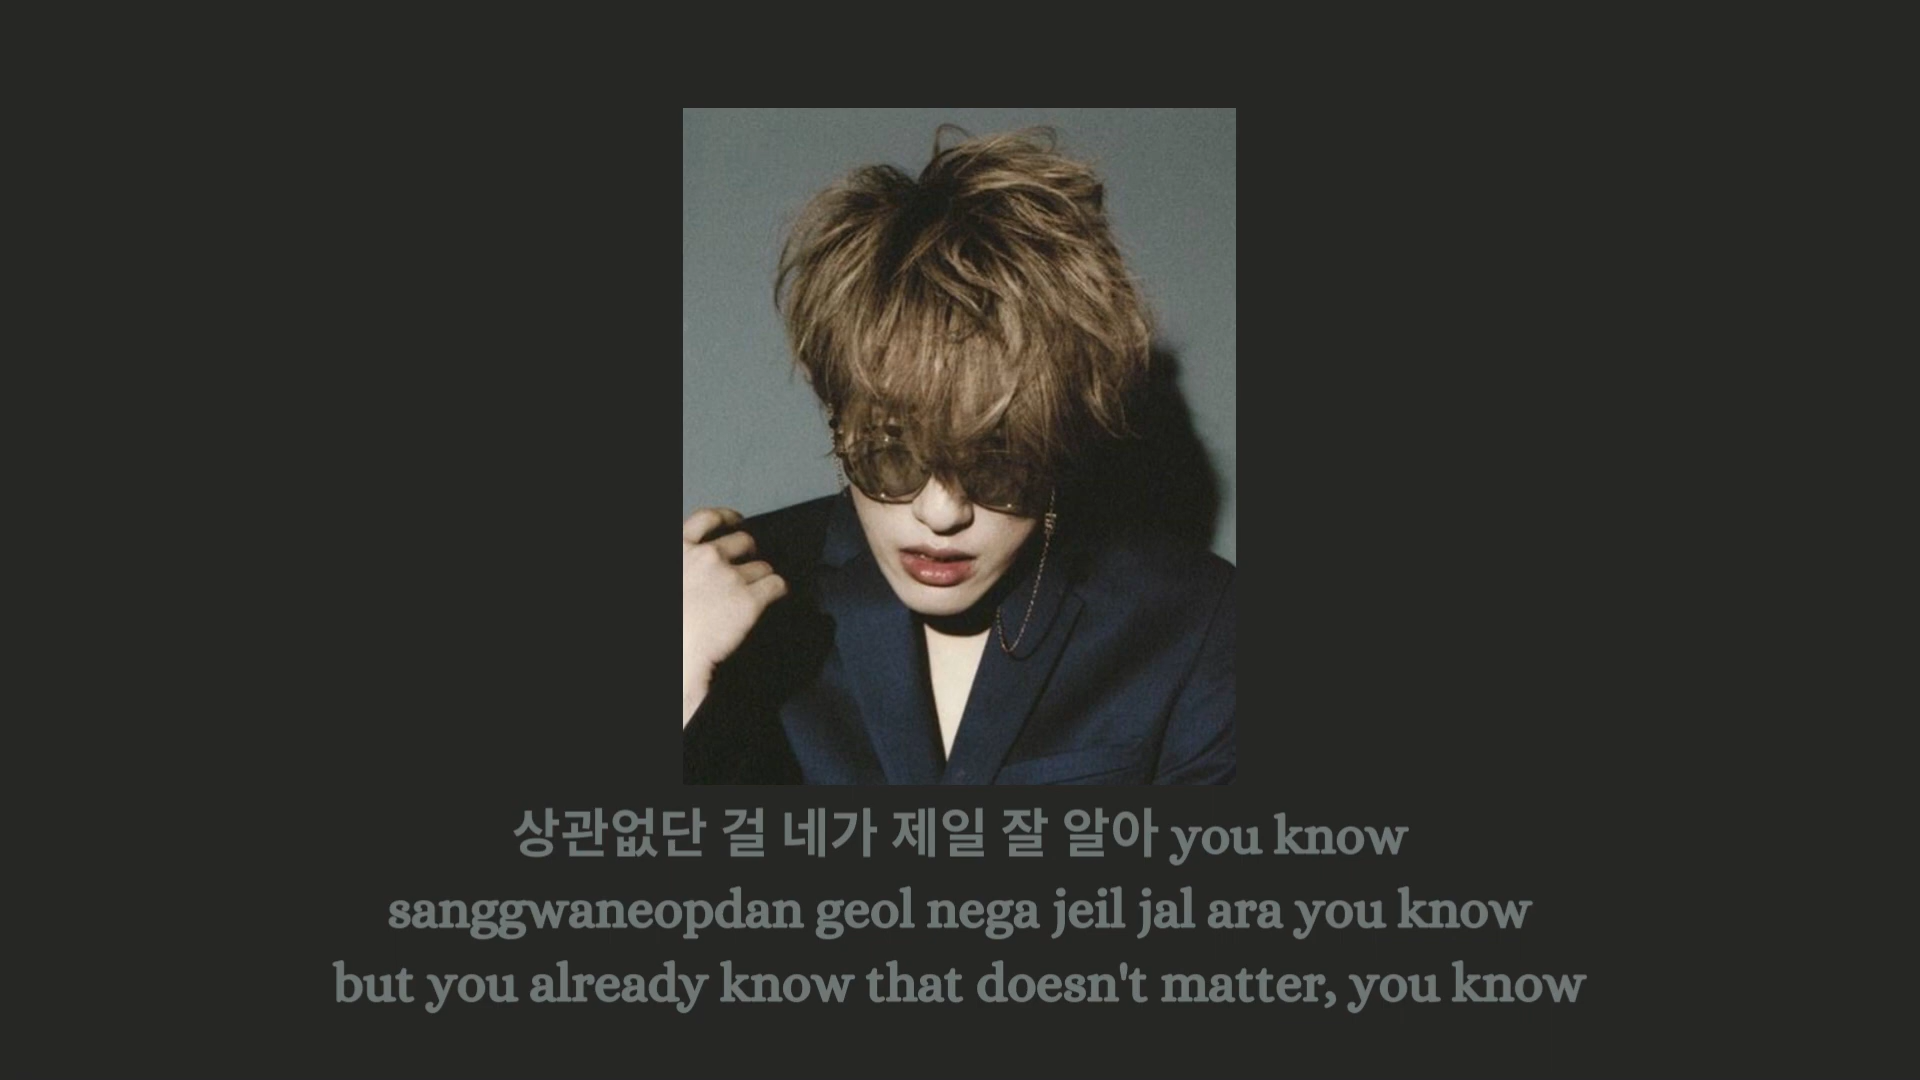 상관없단 걸 네가 제일 잘 알아 you know
sanggwaneopdan geol nega jeil jal ara you know
but you already know that doesn't matter, you know